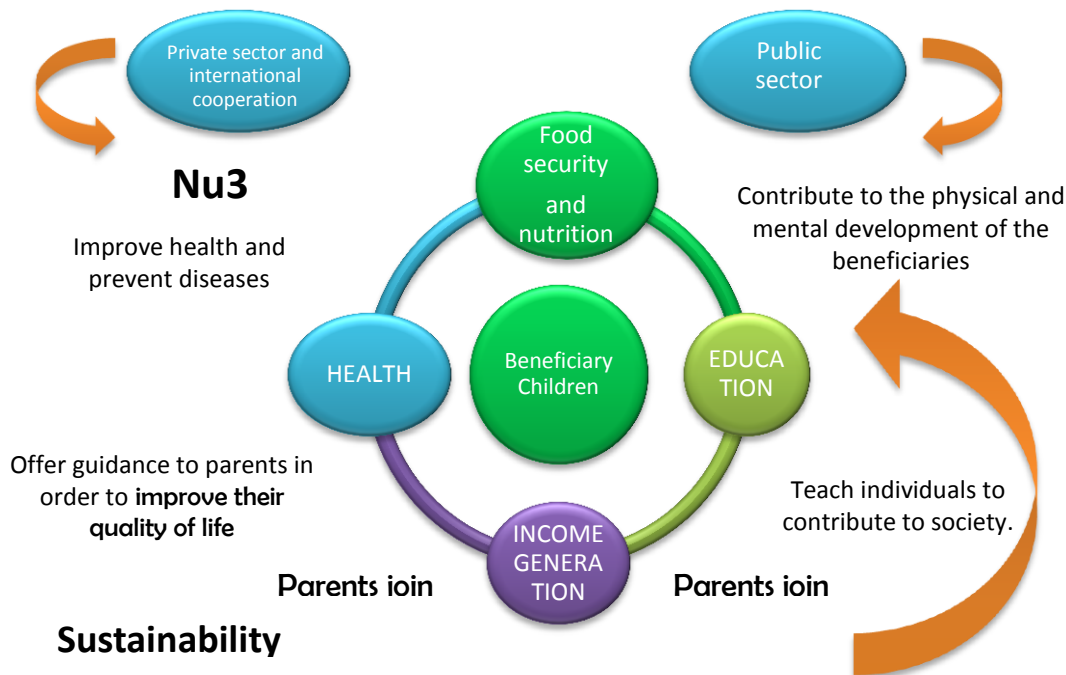 Private sector and
international
cooperation
Public
sector
Nu3
Improve health and
prevent diseases
Food
security
and
nutrition
Contribute to the physical and
mental development of the
beneficiaries
HEALTH
Beneficiary
Children
EDUCA
TION
Offer guidance to parents in
order to improve their
quality of life
Teach individuals to
contribute to society.
INCOME
GENERA
TION
Parents ioin
Parents ioin
Sustainability